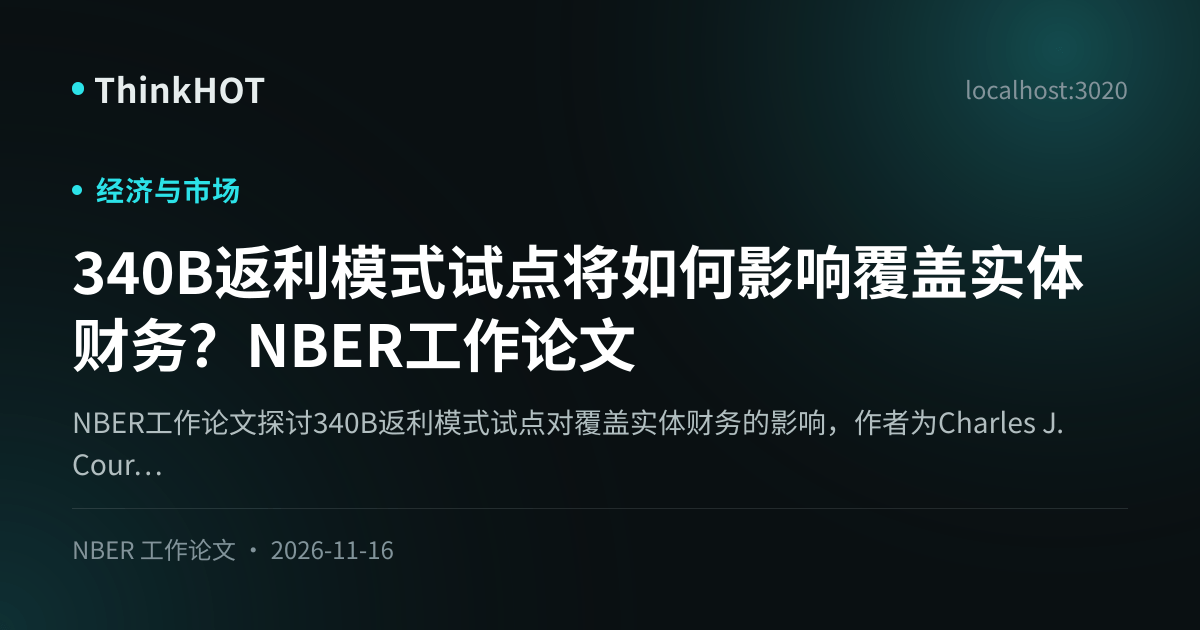 ThinkHOT
localhost:3020
经济与市场
340B返利模式试点将如何影响覆盖实体
财务？NBER工作论文
NBER工作论文探讨340B返利模式试点对覆盖实体财务的影响，作者为Charles J.
Cour…
NBER 工作论文 · 2026-11-16